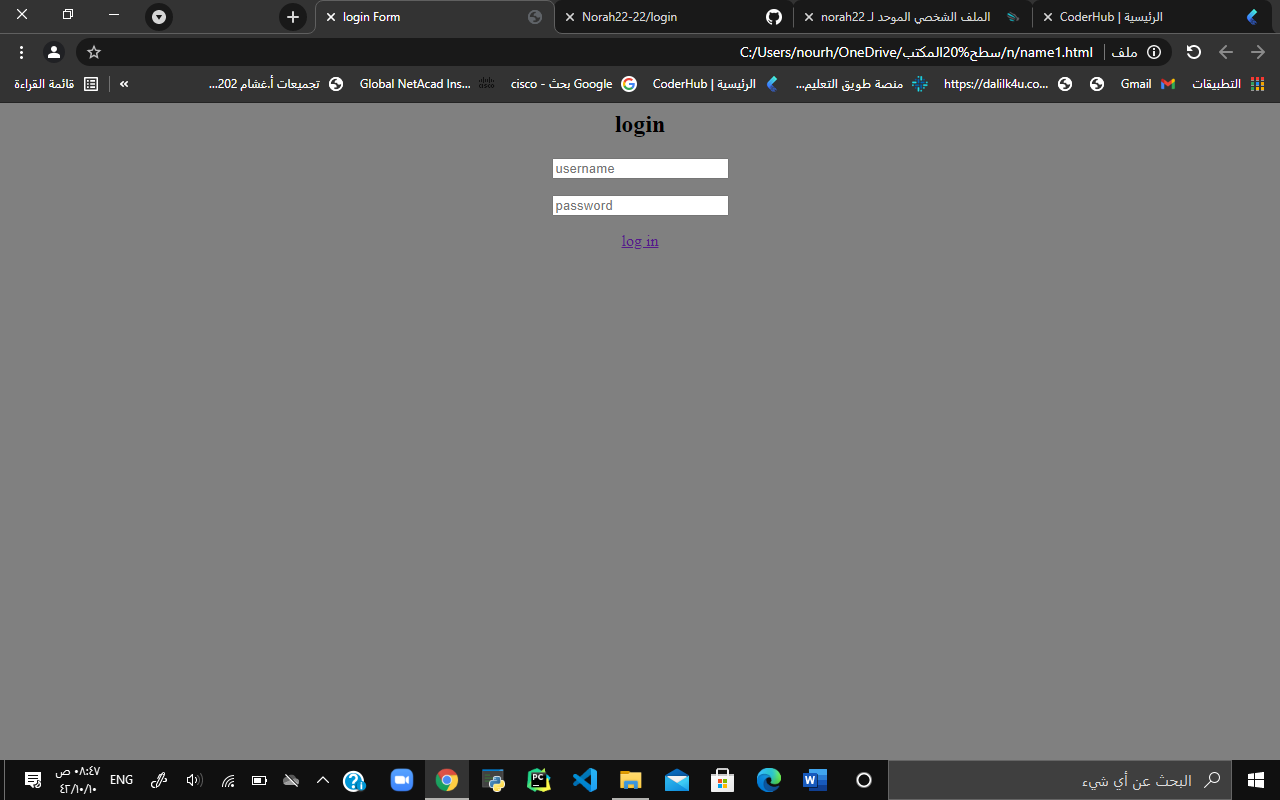 login Form
Norah22-22/login
الملف الشخصي الموحد لـ norah22
الرئيسية | CoderHub
ملف
C:/Users/nourh/OneDrive/سطح%20المكتب/n/name1.html
التطبيقات
Gmail
https://dalilk4u.co...
منصة طويق التعليم...
الرئيسية | CoderHub
cisco - بحث Google
Global NetAcad Ins...
تجميعات أ.غشام 202...
»
قائمة القراءة
login
username
password
log in
البحث عن أي شيء
ENG
٠٨:٤٧ ص
٤٢/١٠/١٠